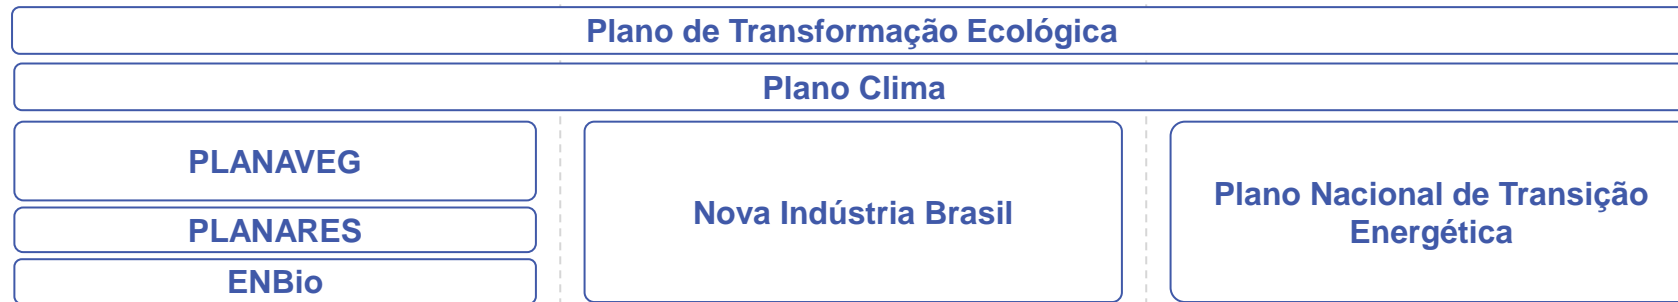 Plano de Transformação Ecológica
Plano Clima
PLANAVEG
PLANARES
ENBio
Nova Indústria Brasil
Plano Nacional de Transição
Energética